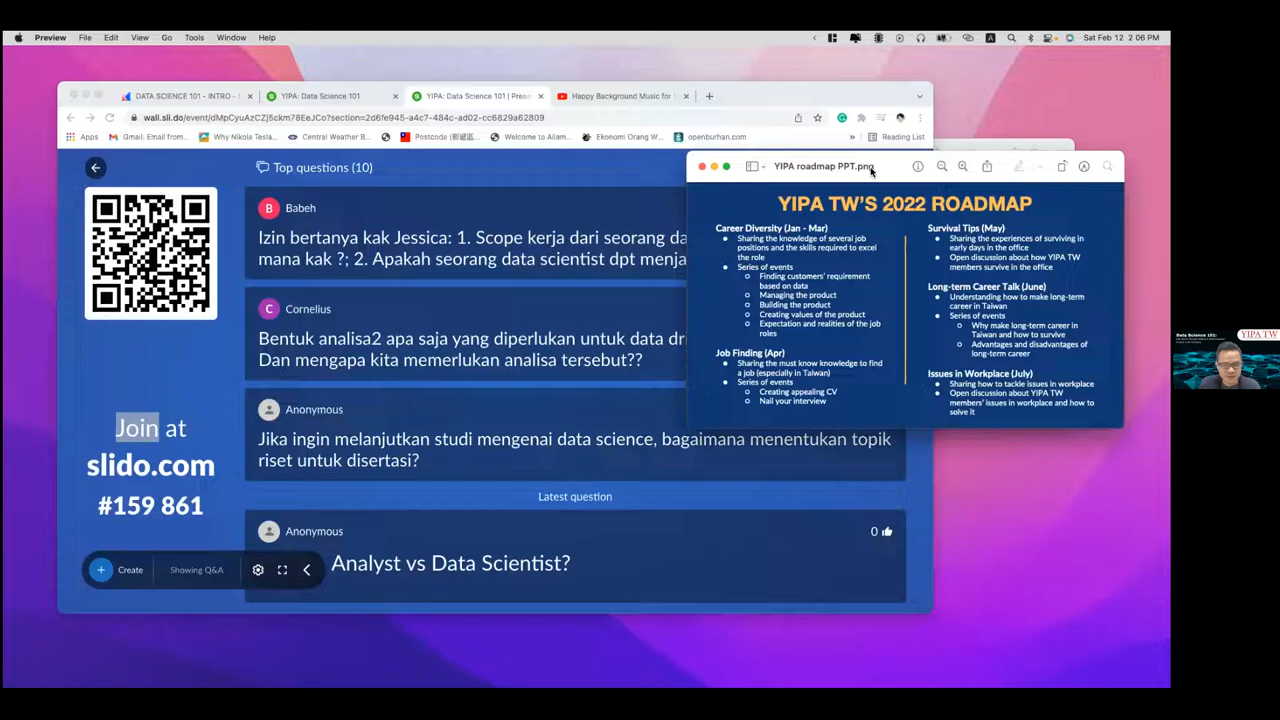 Preview File Edit View Go Tools Window Help
Sat Feb 12 2:06 PM
DATA SCIENCE 101 - INTRO -
YIPA: Data Science 101
YIPA: Data Science 101 | Prese
Happy Background Music for
wall.sli.do/event/dMpCyuAzCZj5ckm78EeJCo?section=2d6fe945-a4c7-484c-ad02-cc6829a62809
Apps
Gmail: Email from...
Why Nikola Tesla...
Central Weather B...
Postcode (郵遞區...
Welcome to Allam...
Ekonomi Orang W...
openburhan.com
Reading List
Top questions (10)
B Babeh
Izin bertanya kak Jessica: 1. Scope kerja dari seorang da
mana kak ?; 2. Apakah seorang data scientist dpt menja
C Cornelius
Bentuk analisa2 apa saja yang diperlukan untuk data dri
Dan mengapa kita memerlukan analisa tersebut??
Anonymous
Jika ingin melanjutkan studi mengenai data science, bagaimana menentukan topik
riset untuk disertasi?
Latest question
Anonymous
0
Analyst vs Data Scientist?
Join at
slido.com
#159 861
Create
Showing Q&A
YIPA roadmap PPT.png
YIPA TW'S 2022 ROADMAP
Career Diversity (Jan - Mar)
Sharing the knowledge of several job
positions and the skills required to excel
the role
Series of events
Finding customers' requirement
based on data
Managing the product
Building the product
Creating values of the product
Expectation and realities of the job
roles
Job Finding (Apr)
Sharing the must know knowledge to find
a job (especially in Taiwan)
Series of events
Creating appealing CV
Nail your interview
Survival Tips (May)
Sharing the experiences of surviving in
early days in the office
Open discussion about how YIPA TW
members survive in the office
Long-term Career Talk (June)
Understanding how to make long-term
career in Taiwan
Series of events
Why make long-term career in
Taiwan and how to survive
Advantages and disadvantages of
long-term career
Issues in Workplace (July)
Sharing how to tackle issues in workplace
Open discussion about YIPA TW
members' issues in workplace and how to
solve it
Data Science 101:
YIPA TW